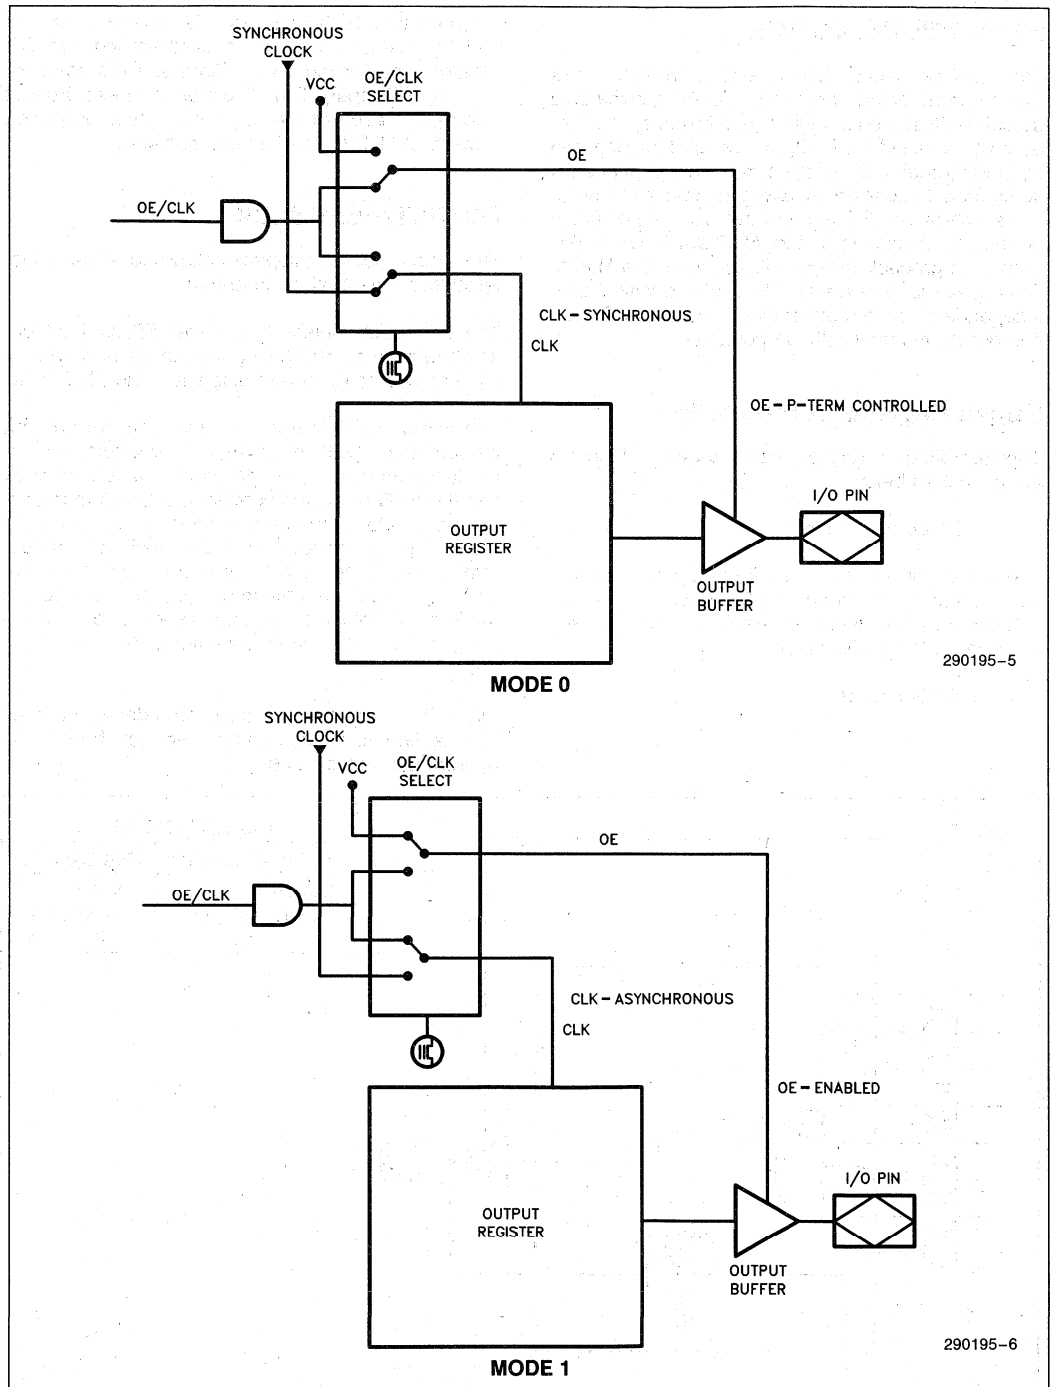 SYNCHRONOUS
CLOCK
VCC
OE/CLK
SELECT
OE
OE/CLK
CLK – SYNCHRONOUS
CLK
OE – P-TERM CONTROLLED
I/O PIN
OUTPUT
REGISTER
OUTPUT
BUFFER
290195–5
MODE 0
SYNCHRONOUS
CLOCK
VCC
OE/CLK
SELECT
OE
OE/CLK
CLK – ASYNCHRONOUS
CLK
OE – ENABLED
I/O PIN
OUTPUT
REGISTER
OUTPUT
BUFFER
290195–6
MODE 1